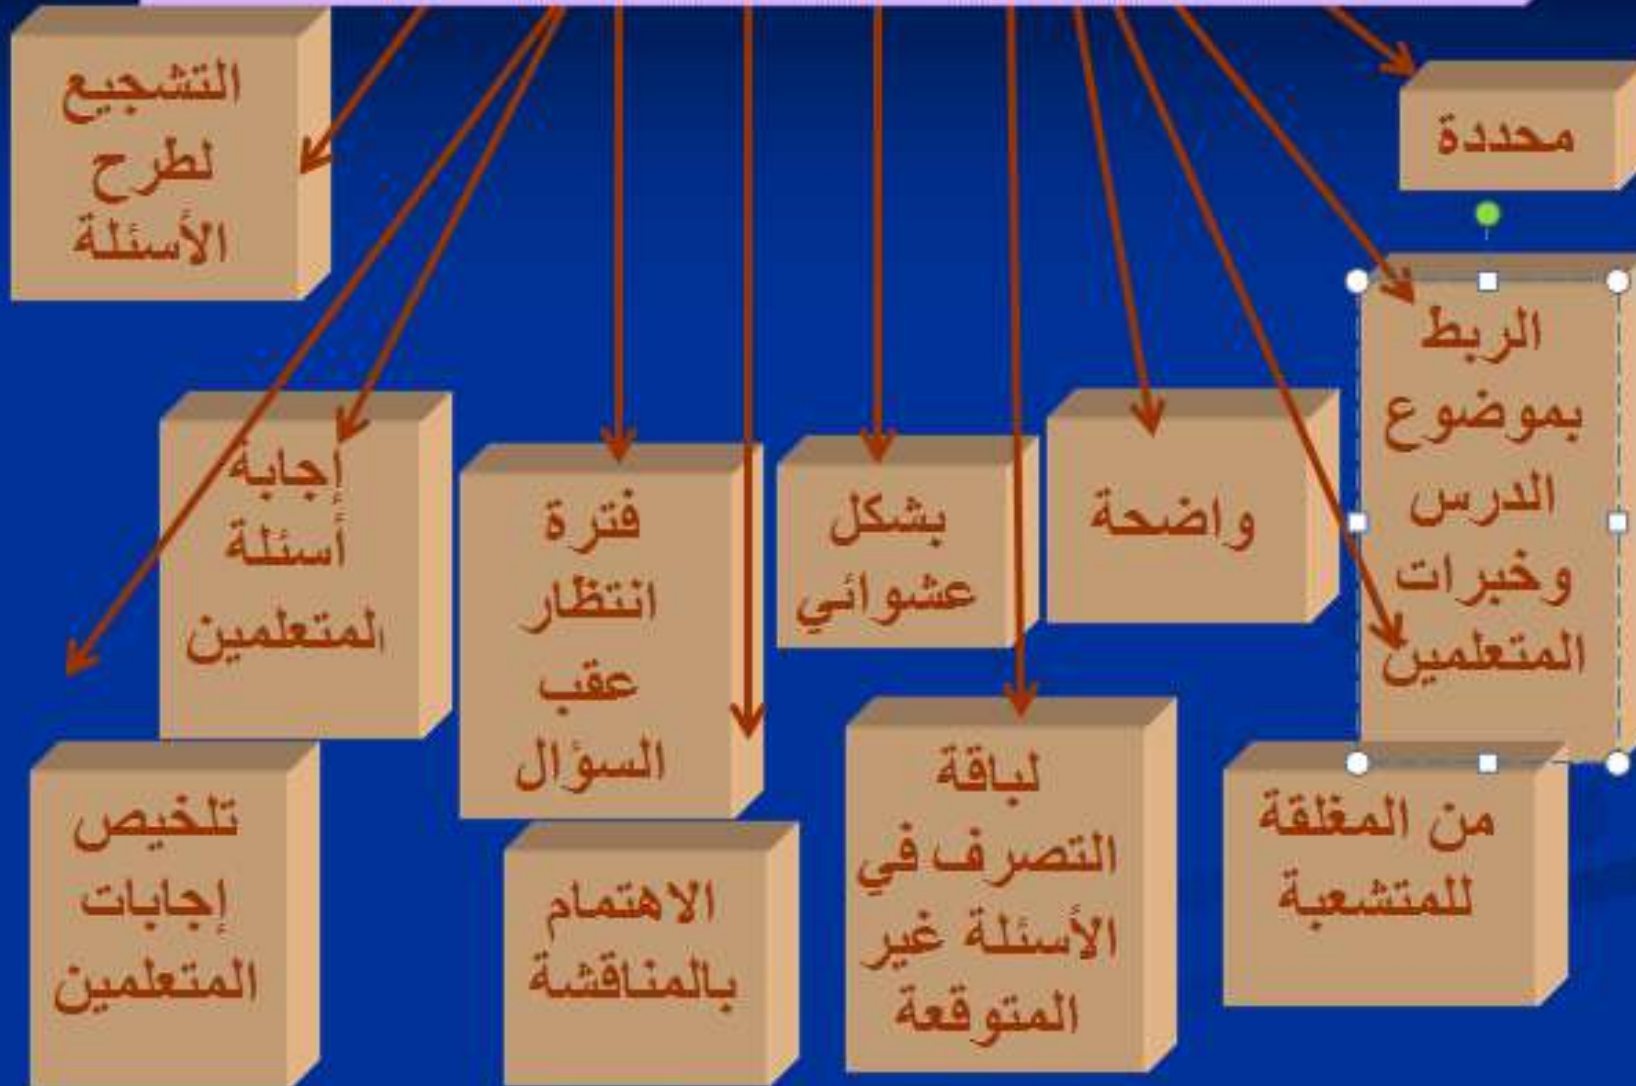 محددة
التشجيع
لطرح
الأسئلة
الربط
بموضوع
الدرس
وخبرات
المتعلمين
واضحة
بشكل
عشوائي
فترة
انتظار
عقب
السؤال
إجابة
أسئلة
المتعلمين
من المغلقة
للمتشعبة
لباقة
التصرف في
الأسئلة غير
المتوقعة
الاهتمام
بالمناقشة
تلخيص
إجابات
المتعلمين